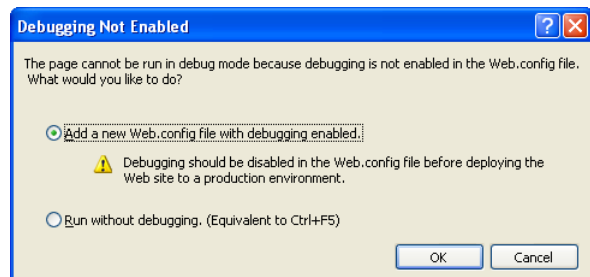 Debugging Not Enabled
The page cannot be run in debug mode because debugging is not enabled in the Web.config file.
What would you like to do?
Add a new Web.config file with debugging enabled.
Debugging should be disabled in the Web.config file before deploying the
Web site to a production environment.
Run without debugging. (Equivalent to Ctrl+F5)
OK
Cancel